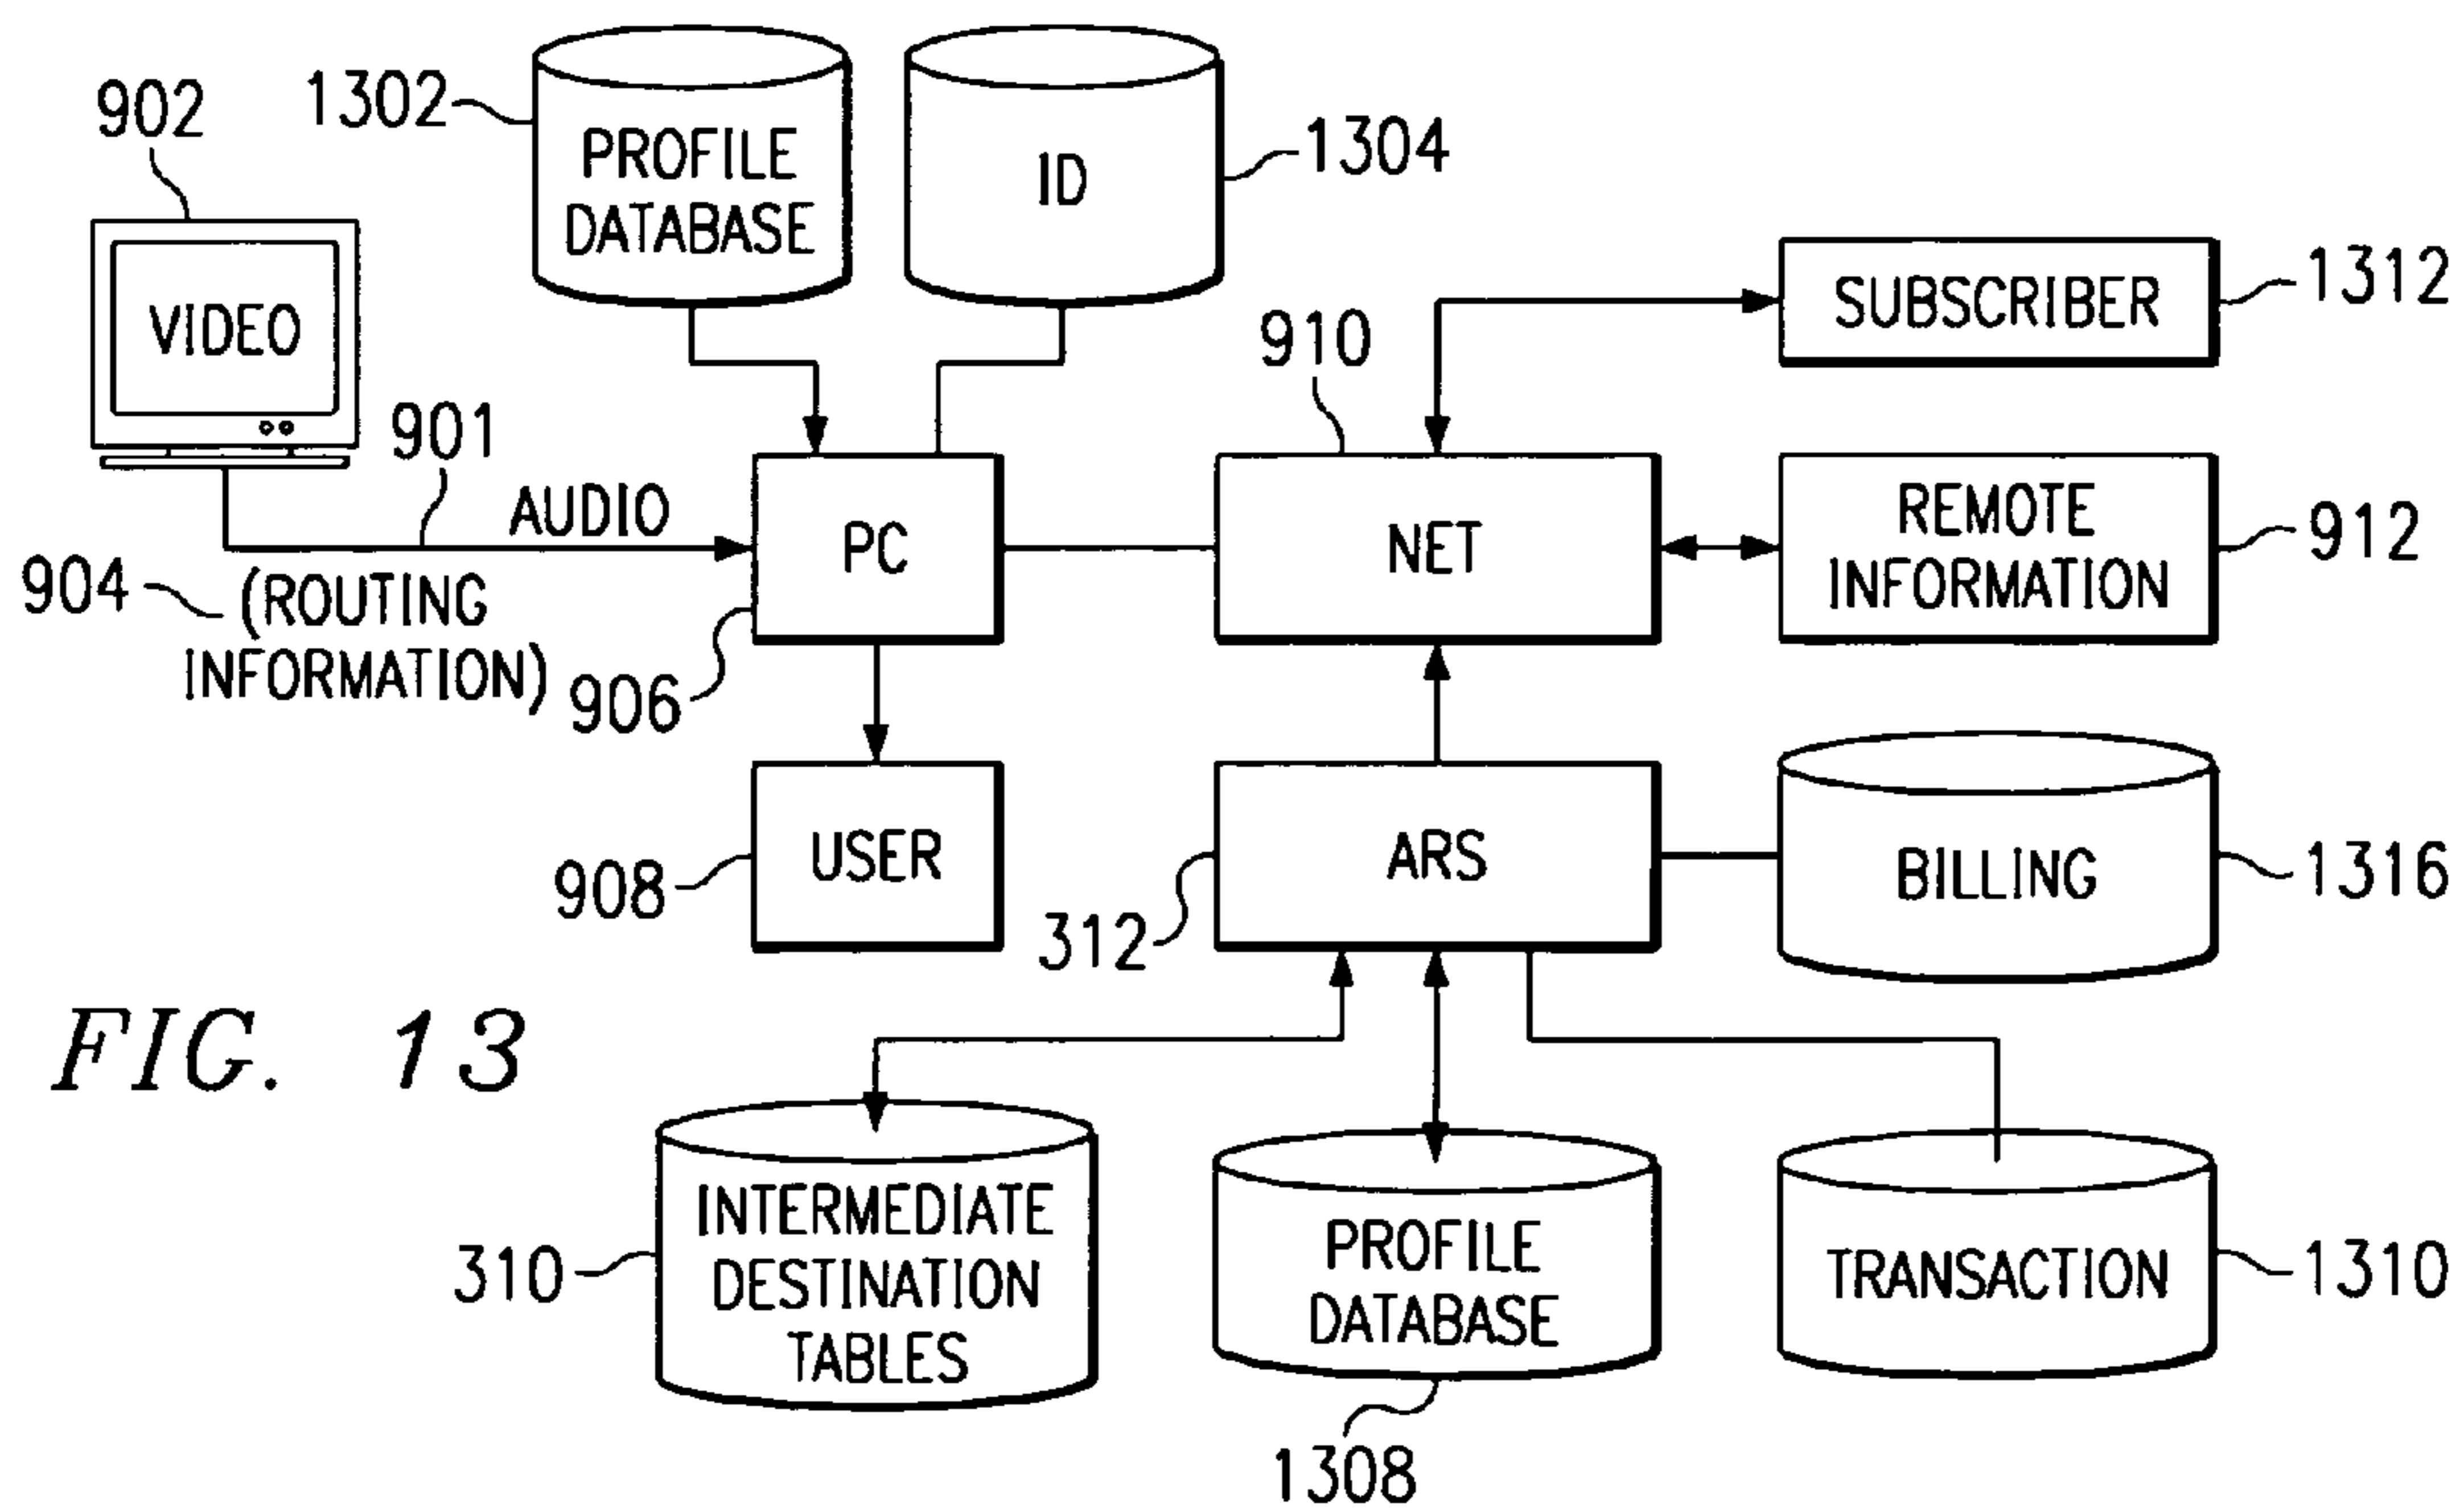 902
1302
PROFILE
DATABASE
ID
1304
VIDEO
SUBSCRIBER
1312
910
901
AUDIO
904
(ROUTING
INFORMATION)
906
PC
NET
REMOTE
INFORMATION
912
USER
908
ARS
312
BILLING
1316
FIG. 13
310
INTERMEDIATE
DESTINATION
TABLES
PROFILE
DATABASE
1308
TRANSACTION
1310